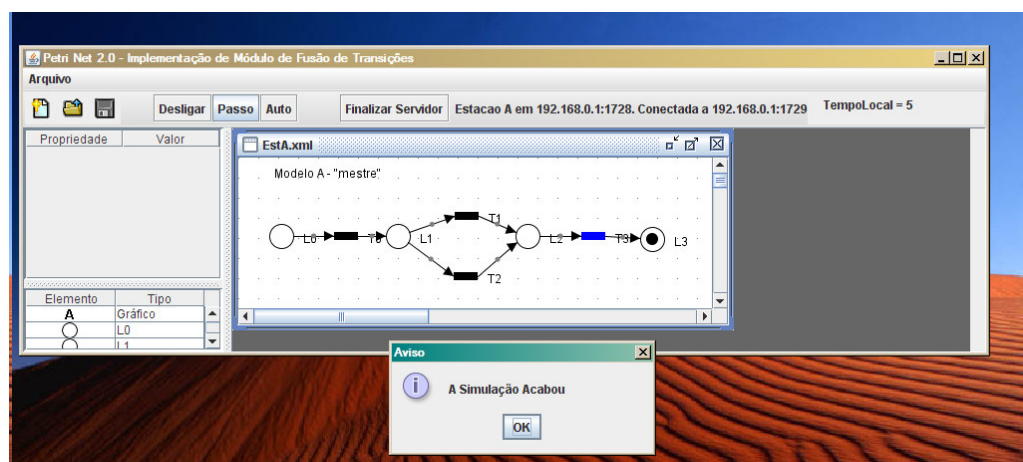 Petri Net 2.0 - Implementação de Módulo de Fusão de Transições
Arquivo
Desligar Passo Auto Finalizar Servidor Estacao A em 192.168.0.1:1728. Conectada a 192.168.0.1:1729 TempoLocal = 5
Propriedade Valor
EstA.xml
Modelo A - "mestre"
L0 T0 L1 T1 T2 L2 T3 L3
Elemento Tipo
A Gráfico
L0
L1
Aviso
i A Simulação Acabou
OK